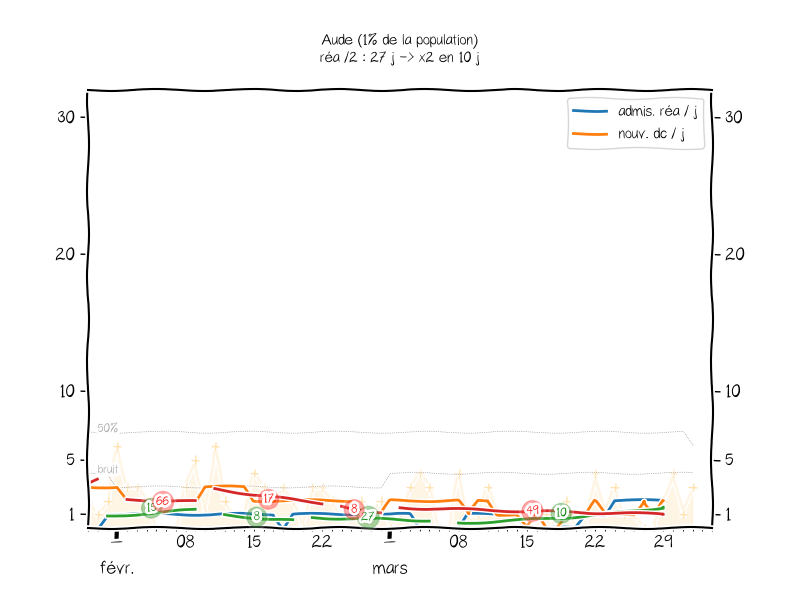 Aude (1% de la population)
réa /2 : 27 j -> x2 en 10 j
admis. réa / j
nouv. dc / j
30 30
20 20
10 10
5 5
1 1
50%
bruit
15 66 8 17 8 27 49 10
1 08 15 22 1 08 15 22 29
févr. mars